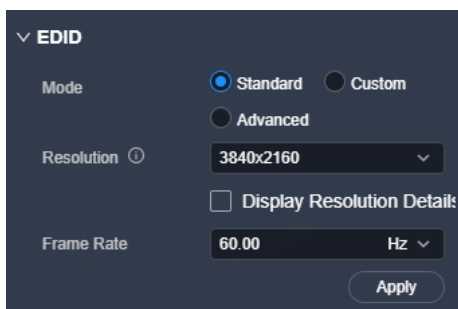 EDID
Mode
Standard
Custom
Advanced
Resolution
3840x2160
Display Resolution Details
Frame Rate
60.00
Hz
Apply